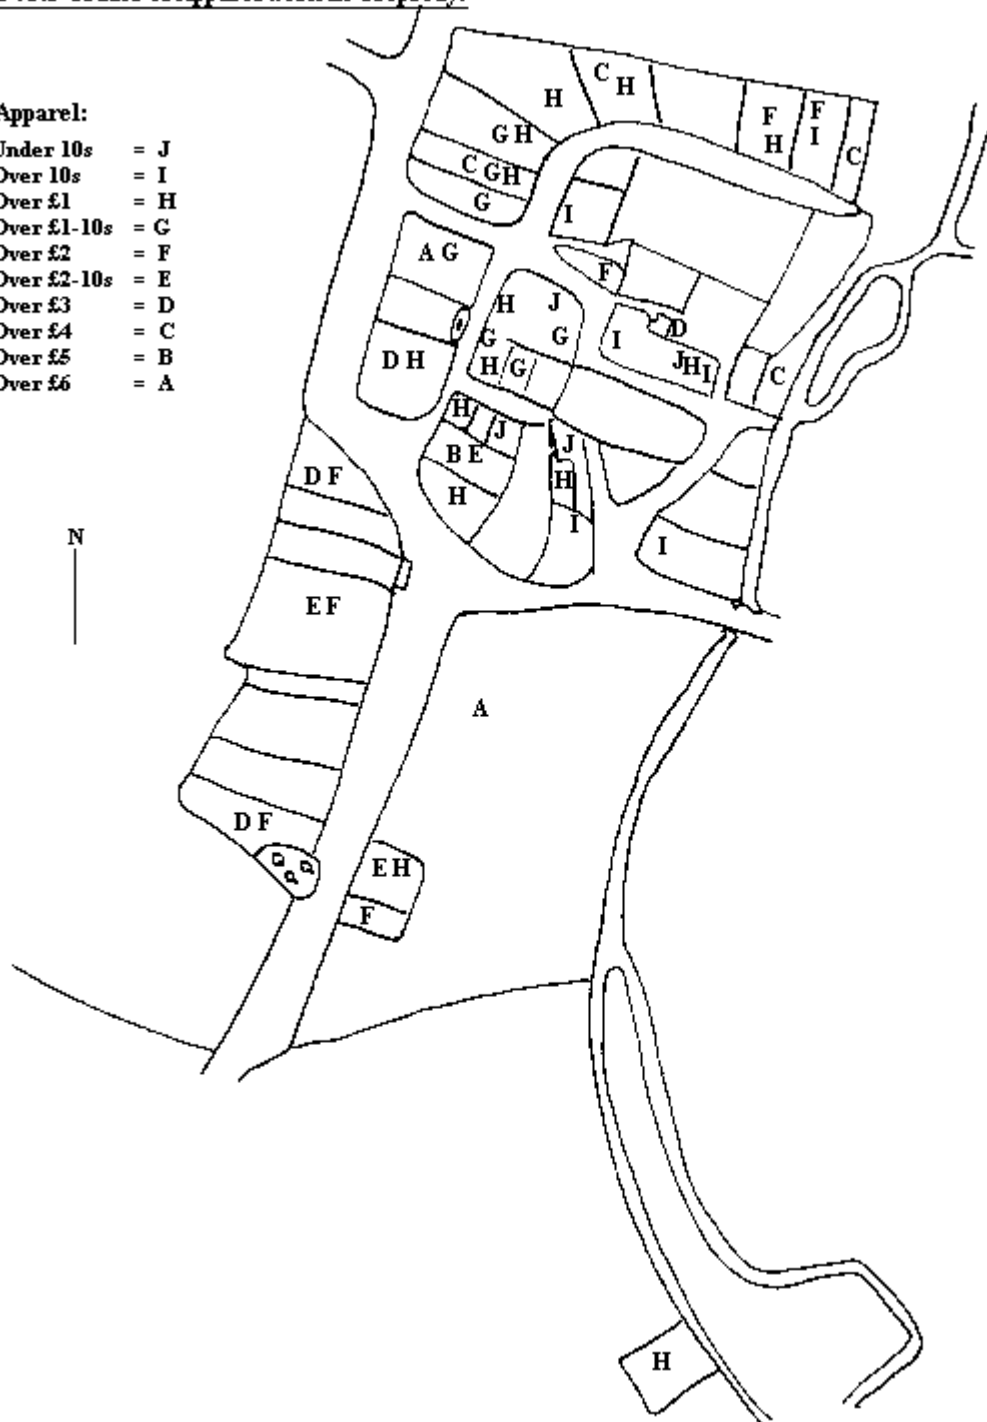 Apparel:
Under 10s = J
Over 10s = I
Over £1 = H
Over £1-10s = G
Over £2 = F
Over £2-10s = E
Over £3 = D
Over £4 = C
Over £5 = B
Over £6 = A
C H
H
F H
F I
C
G H
C G H
G
I
A G
F
H J
D
G G
I
D H
H G
J H I
C
H J
J
B E
H
H
D F
I
N
I
E F
A
D F
E H
F
H